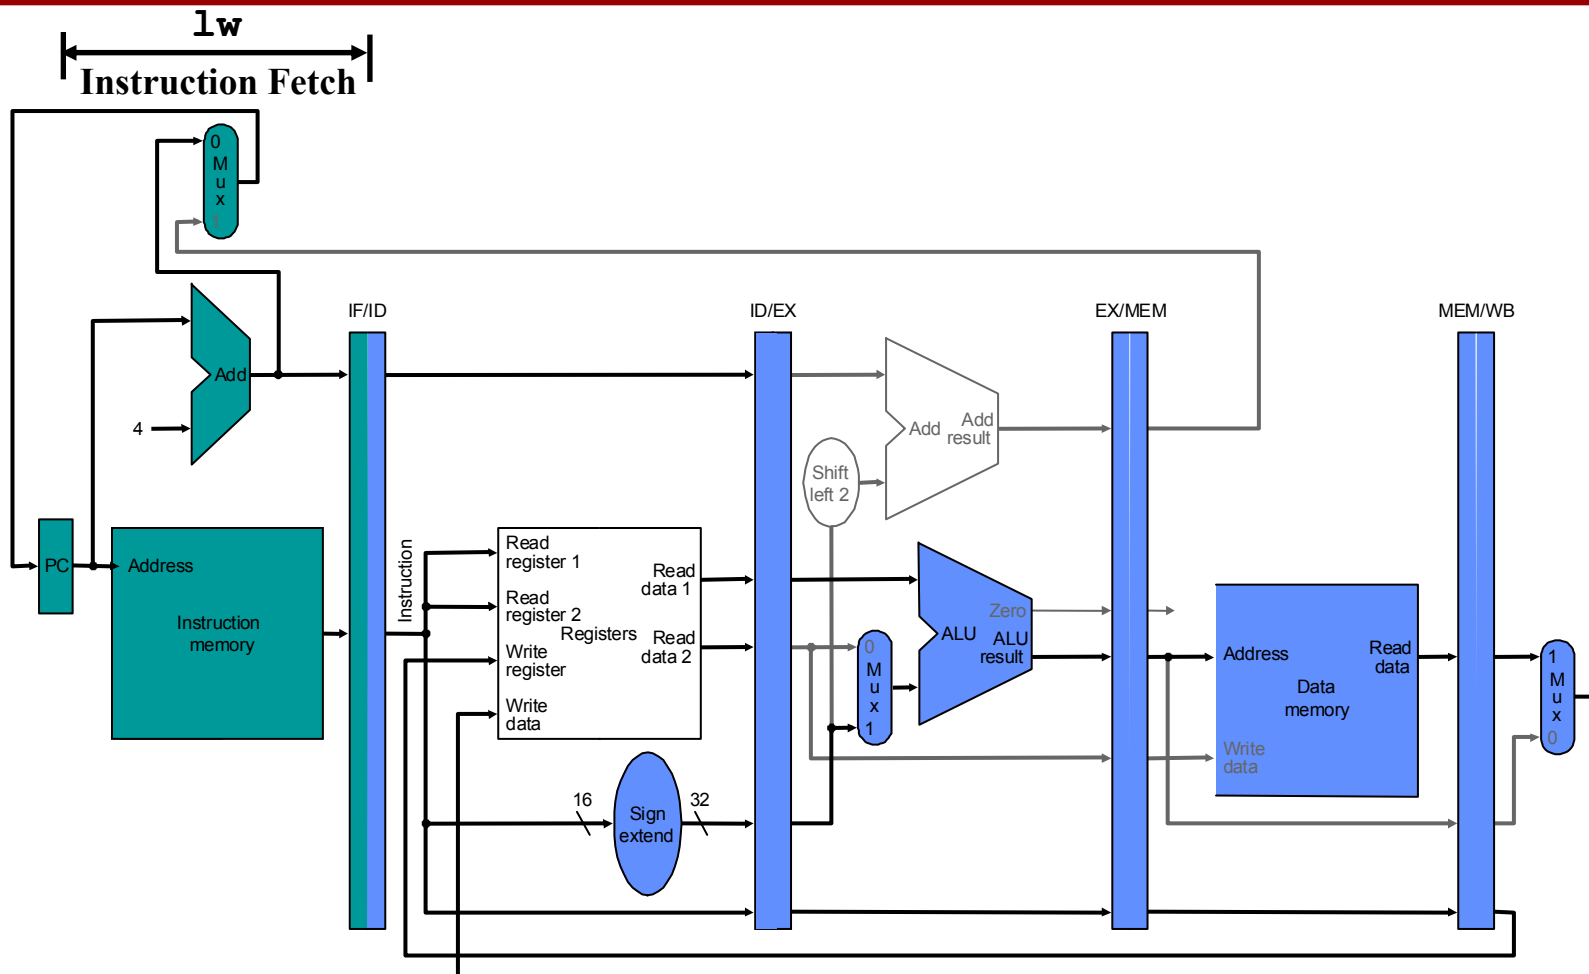 lw
Instruction Fetch
0
M
u
x
1
IF/ID
ID/EX
EX/MEM
MEM/WB
Add
4
Add
Add
result
Shift
left 2
PC
Address
Instruction
memory
Instruction
Read
register 1
Read
register 2
Write
register
Write
data
Registers
Read
data 1
Read
data 2
0
M
u
x
1
Zero
ALU
ALU
result
Address
Read
data
Data
memory
Write
data
1
M
u
x
0
16
Sign
extend
32